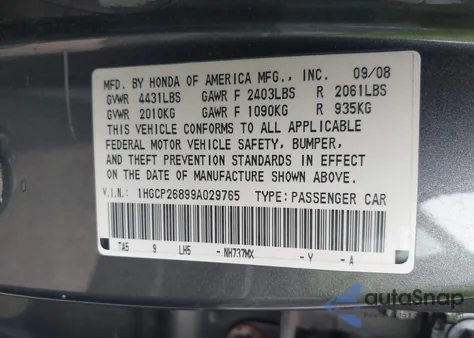 MFD. BY HONDA OF AMERICA MFG., INC. 09/08
GVWR 4431LBS GAWR F 2403LBS R 2061LBS
GVWR 2010KG GAWR F 1090KG R 935KG
THIS VEHICLE CONFORMS TO ALL APPLICABLE
FEDERAL MOTOR VEHICLE SAFETY, BUMPER,
AND THEFT PREVENTION STANDARDS IN EFFECT
ON THE DATE OF MANUFACTURE SHOWN ABOVE.
V.I.N.: 1HGCP26899A029765 TYPE: PASSENGER CAR
TA5 9 LH5 -NH737MX -Y -A
autoSnap